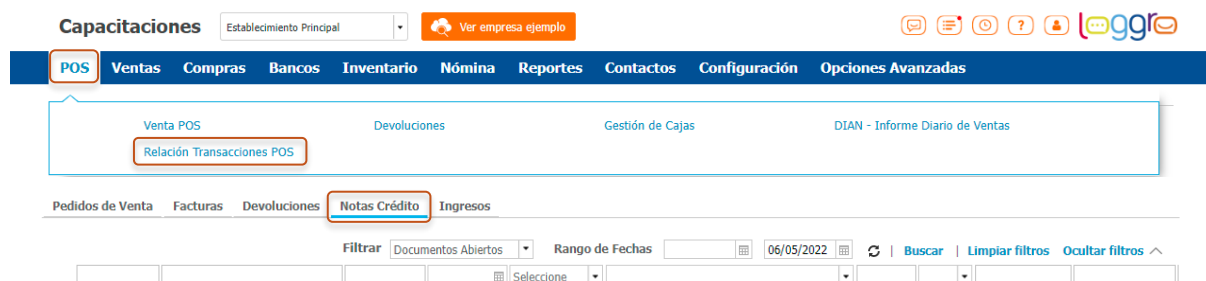 Capacitaciones Establecimiento Principal Ver empresa ejemplo ? loggro
POS Ventas Compras Bancos Inventario Nómina Reportes Contactos Configuración Opciones Avanzadas
Venta POS Devoluciones Gestión de Cajas DIAN - Informe Diario de Ventas
Relación Transacciones POS
Pedidos de Venta Facturas Devoluciones Notas Crédito Ingresos
Filtrar Documentos Abiertos Rango de Fechas 06/05/2022 | Buscar | Limpiar filtros Ocultar filtros
Seleccione